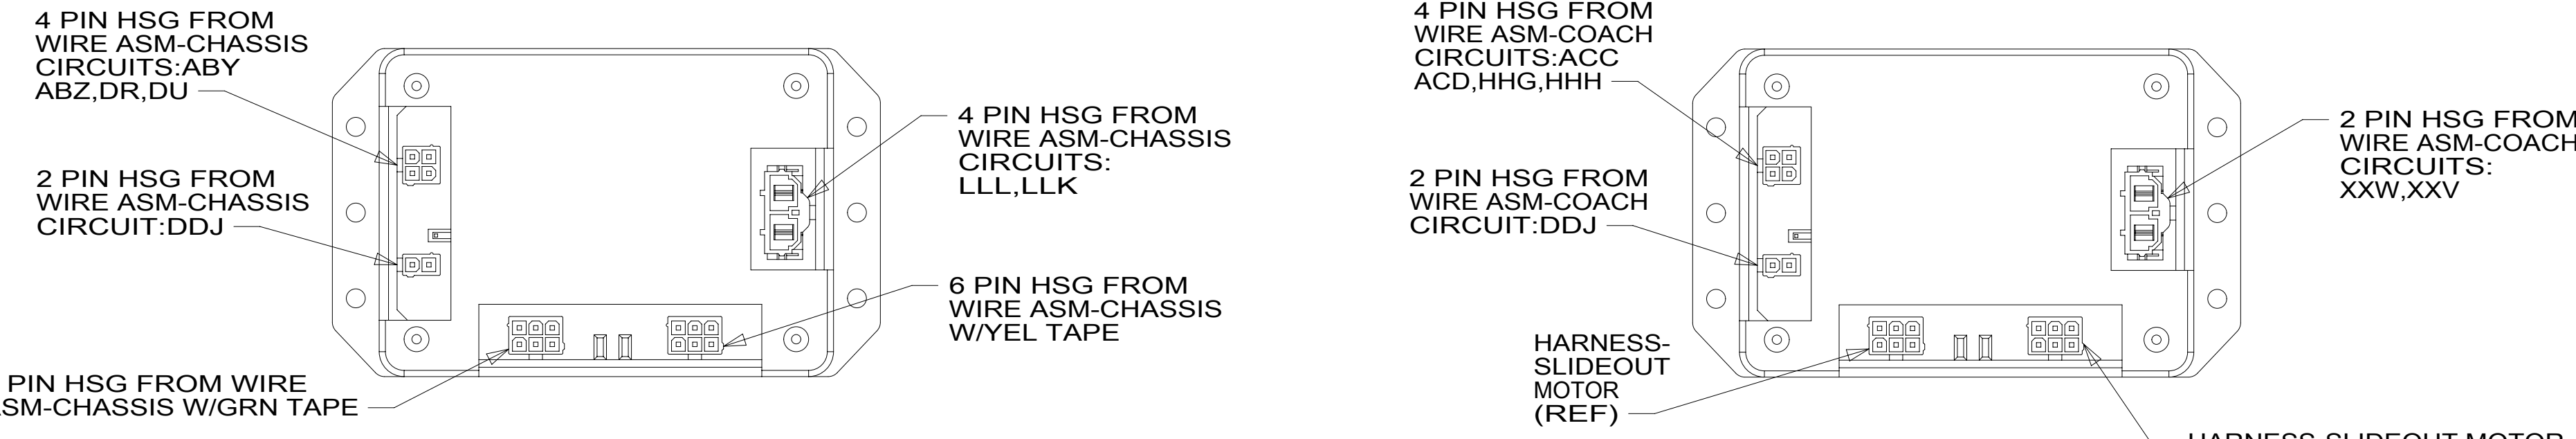 4 PIN HSG FROM
WIRE ASM-CHASSIS
CIRCUITS:ABY
ABZ,DR,DU
2 PIN HSG FROM
WIRE ASM-CHASSIS
CIRCUIT:DDJ
PIN HSG FROM WIRE
ASM-CHASSIS W/GRN TAPE
4 PIN HSG FROM
WIRE ASM-CHASSIS
CIRCUITS:
LLL,LLK
6 PIN HSG FROM
WIRE ASM-CHASSIS
W/YEL TAPE
4 PIN HSG FROM
WIRE ASM-COACH
CIRCUITS:ACC
ACD,HHG,HHH
2 PIN HSG FROM
WIRE ASM-COACH
CIRCUIT:DDJ
HARNESS-
SLIDEOUT
MOTOR
(REF)
2 PIN HSG FROM
WIRE ASM-COACH
CIRCUITS:
XXW,XXV
HARNESS-SLIDEOUT MOTOR